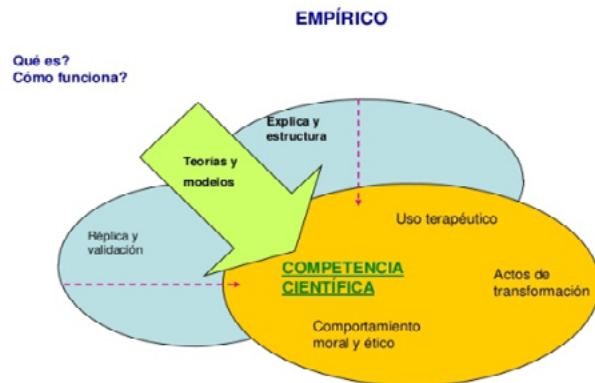 EMPÍRICO
Qué es?
Cómo funciona?
Explica y
estructura
Teorías y
modelos
Réplica y
validación
Uso terapéutico
COMPETENCIA
CIENTÍFICA
Actos de
transformación
Comportamiento
moral y ético